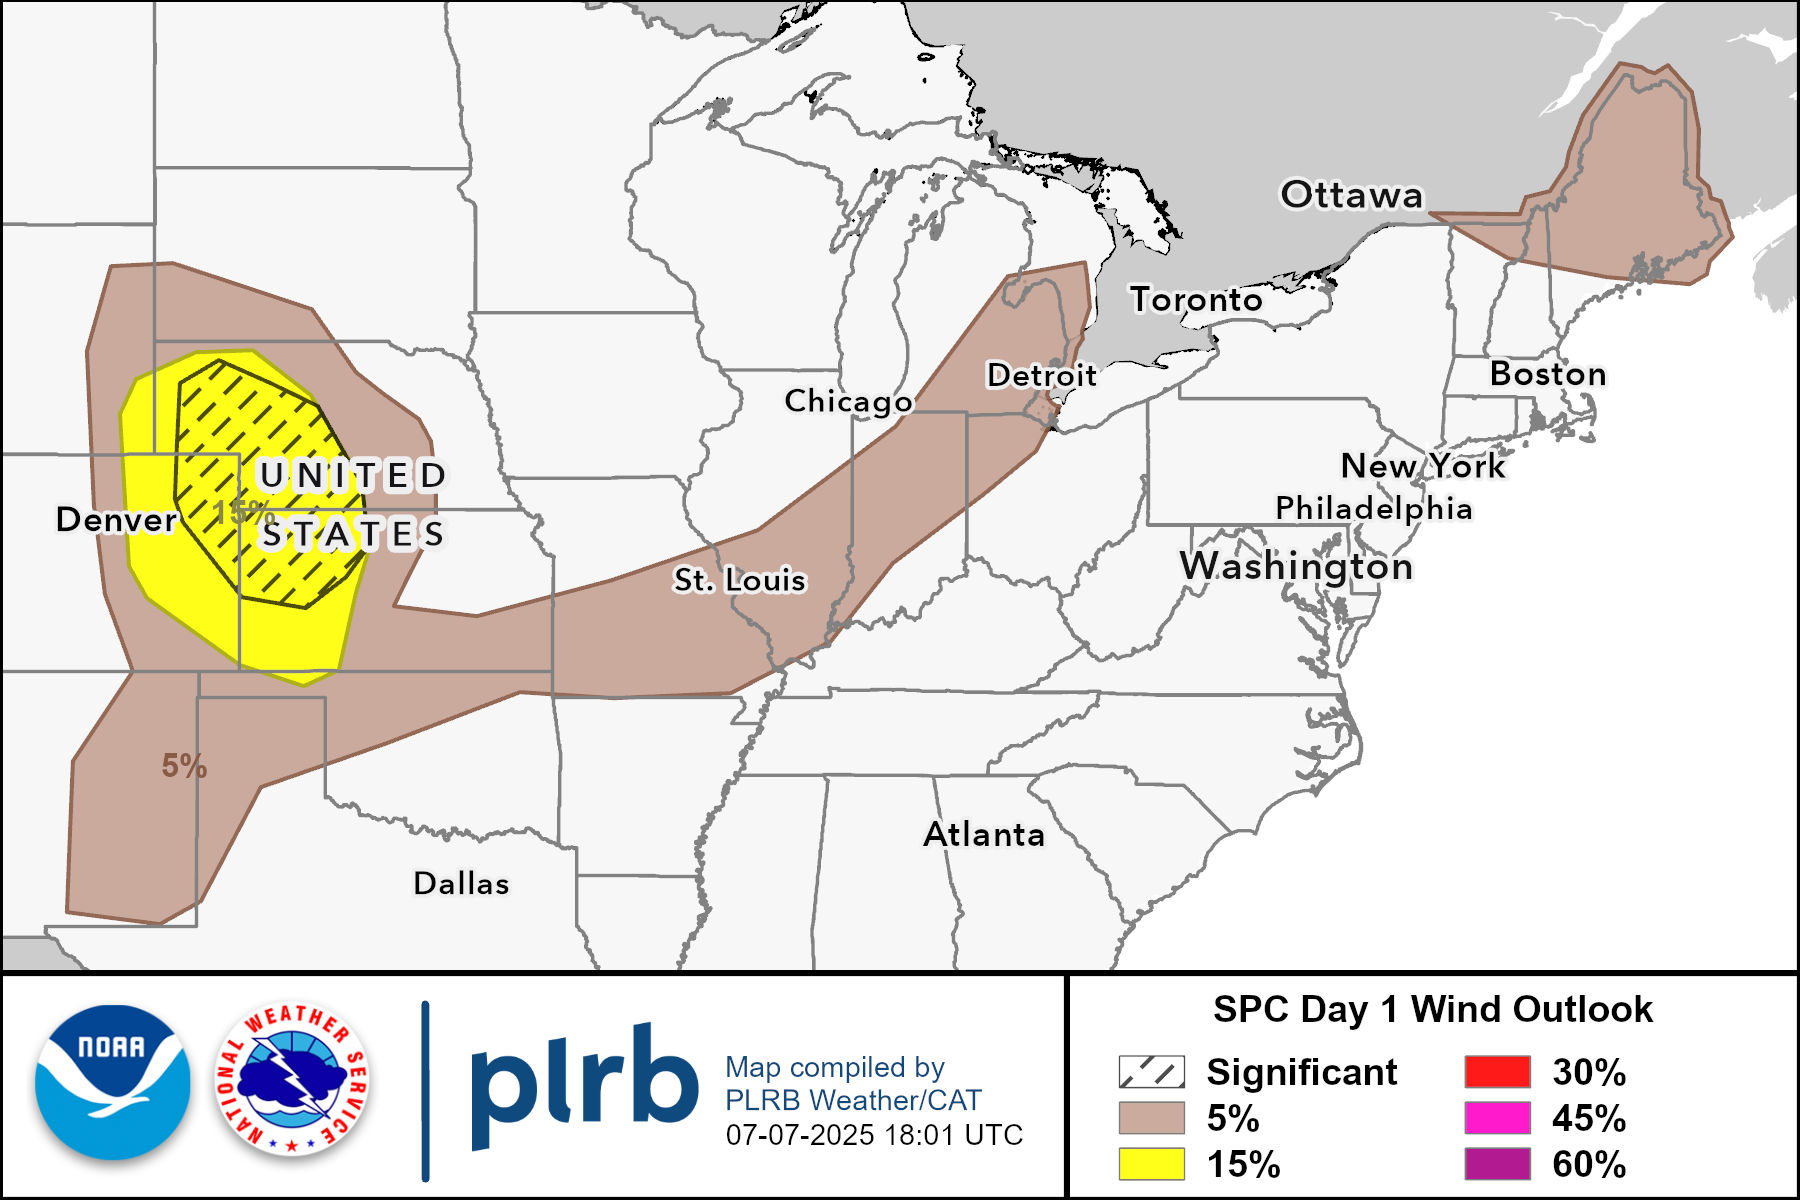 Ottawa
Toronto
Detroit
Chicago
Boston
UNITED
New York
15%
Denver
Philadelphia
STATES
Washington
St. Louis
5%
Atlanta
Dallas
NOAA
NATIONAL WEATHER SERVICE
plrb
Map compiled by
PLRB Weather/CAT
07-07-2025 18:01 UTC
SPC Day 1 Wind Outlook
Significant
30%
5%
45%
15%
60%